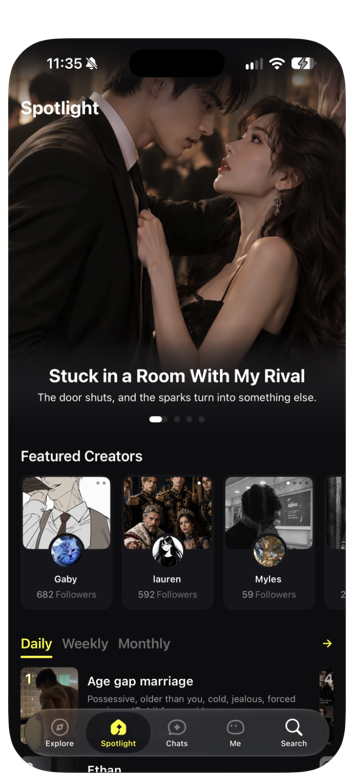 11:35
Spotlight
Stuck in a Room With My Rival
The door shuts, and the sparks turn into something else.
Featured Creators
Gaby
682 Followers
lauren
592 Followers
Myles
59 Followers
2
Daily Weekly Monthly
1
Age gap marriage
4
Possessive, older than you, cold, jealous, forced
Explore
Spotlight
Chats
Me
Search
Ethan